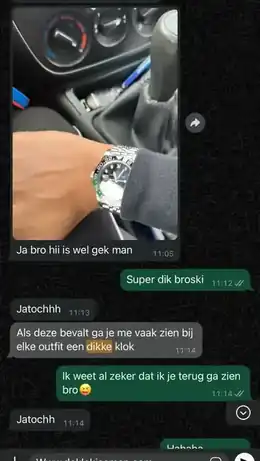 Ja bro hii is wel gek man
11:05
Super dik broski
11:12
Jatochhh
11:13
Als deze bevalt ga je me vaak zien bij
elke outfit een dikke klok
11:14
Ik weet al zeker dat ik je terug ga zien
bro😀
11:14
Jatochh
11:14
Hahaha